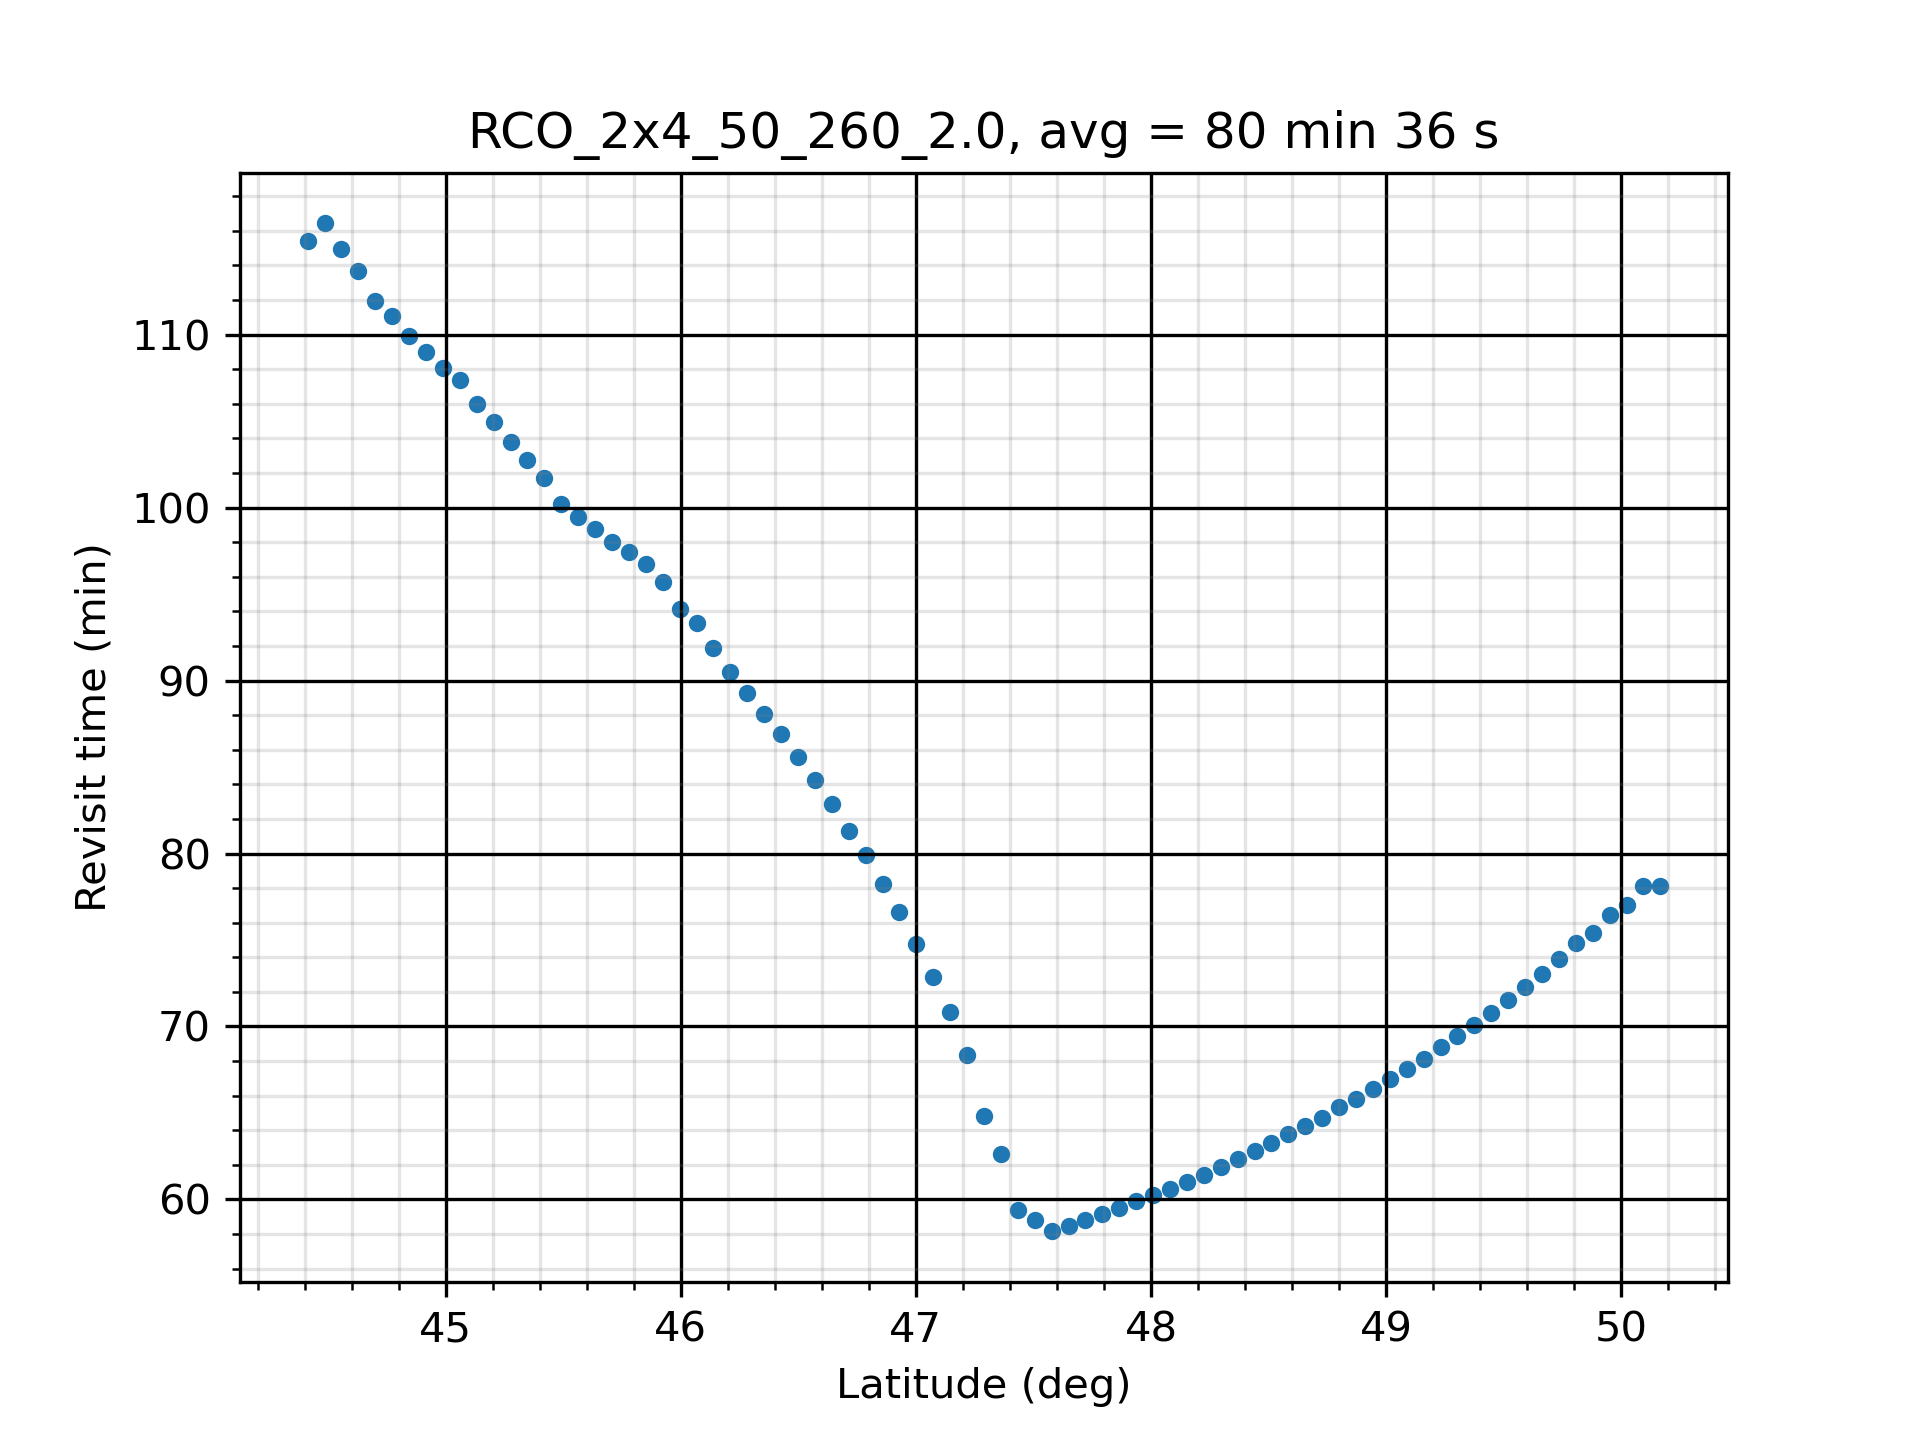 RCO_2x4_50_260_2.0, avg = 80 min 36 s
Revisit time (min)
110
100
90
80
70
60
45 46 47 48 49 50
Latitude (deg)